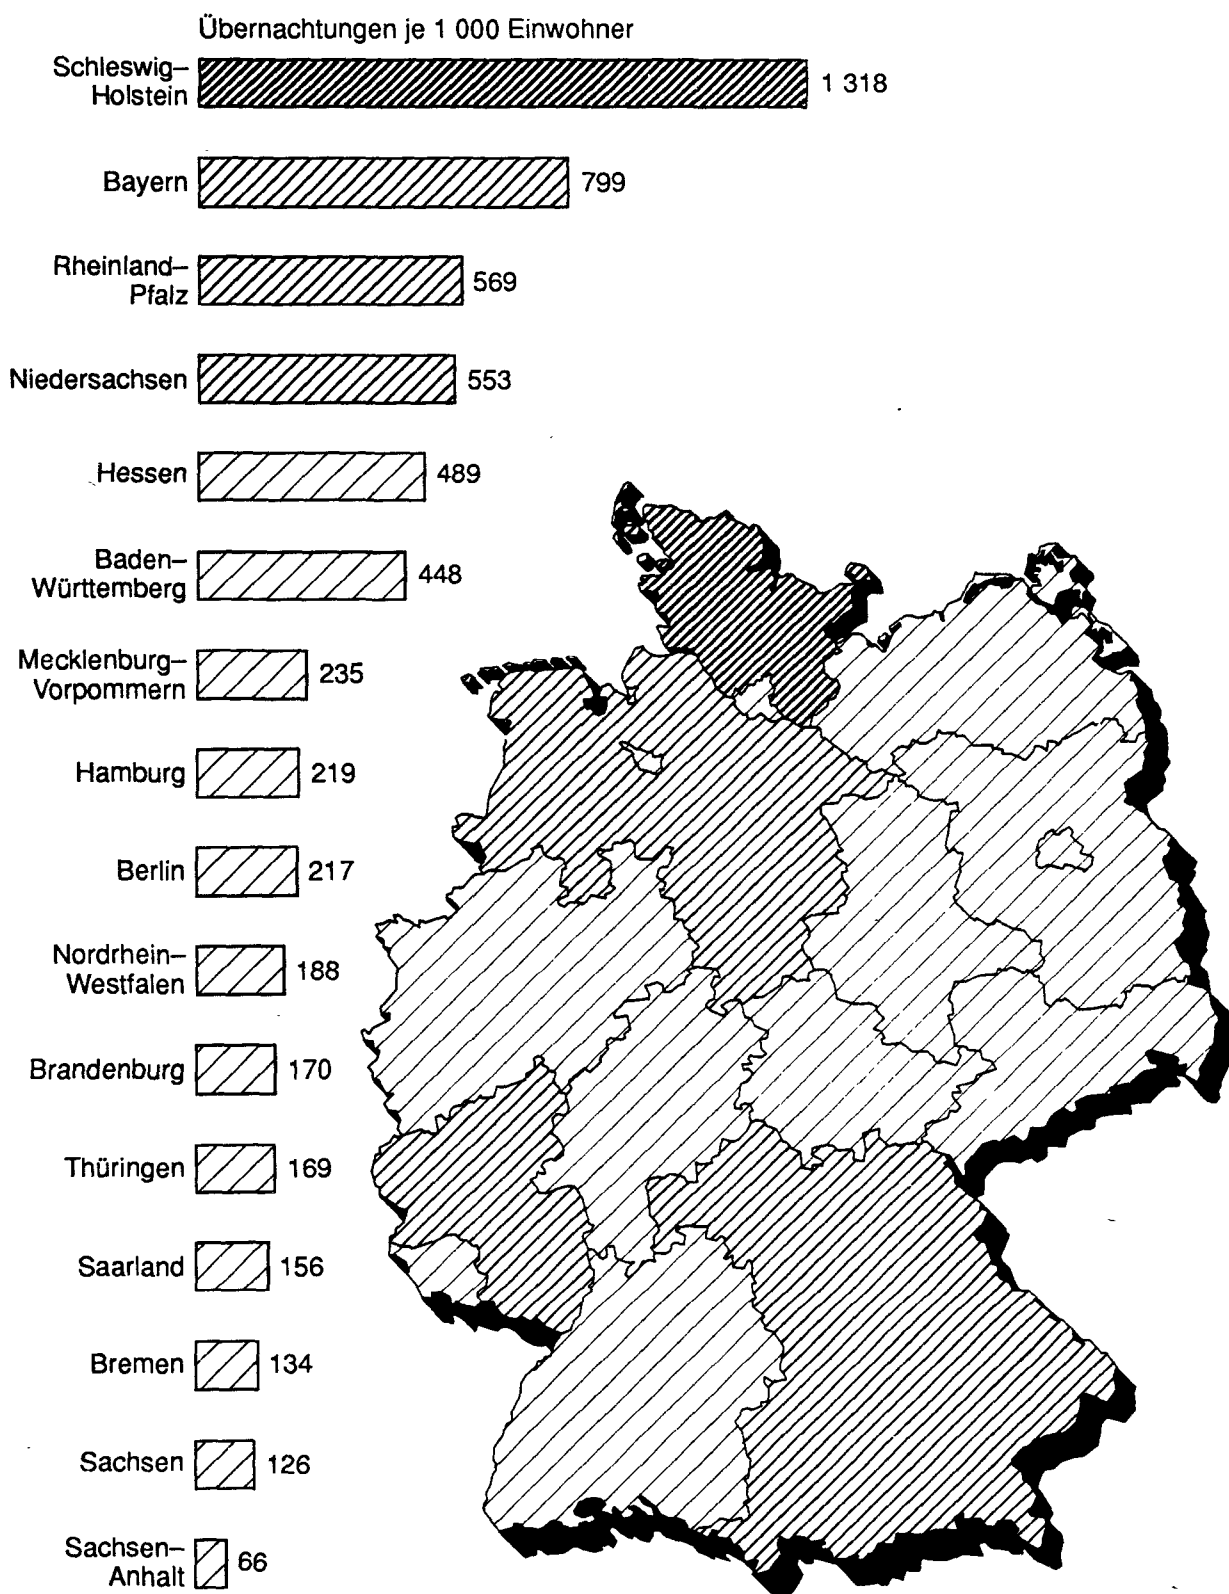 Übernachtungen je 1 000 Einwohner
Schleswig–
Holstein
1 318
Bayern
799
Rheinland–
Pfalz
569
Niedersachsen
553
Hessen
489
Baden–
Württemberg
448
Mecklenburg–
Vorpommern
235
Hamburg
219
Berlin
217
Nordrhein–
Westfalen
188
Brandenburg
170
Thüringen
169
Saarland
156
Bremen
134
Sachsen
126
Sachsen–
Anhalt
66